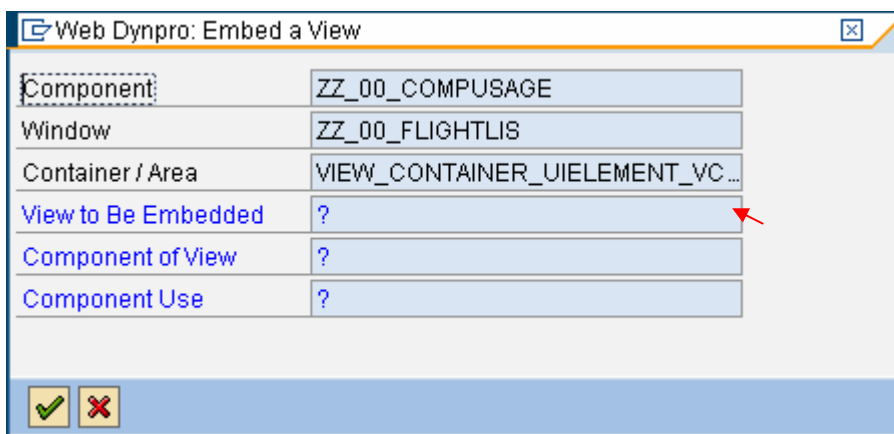 Web Dynpro: Embed a View
Component ZZ_00_COMPUSAGE
Window ZZ_00_FLIGHTLIS
Container / Area VIEW_CONTAINER_UIELEMENT_VC...
View to Be Embedded ?
Component of View ?
Component Use ?